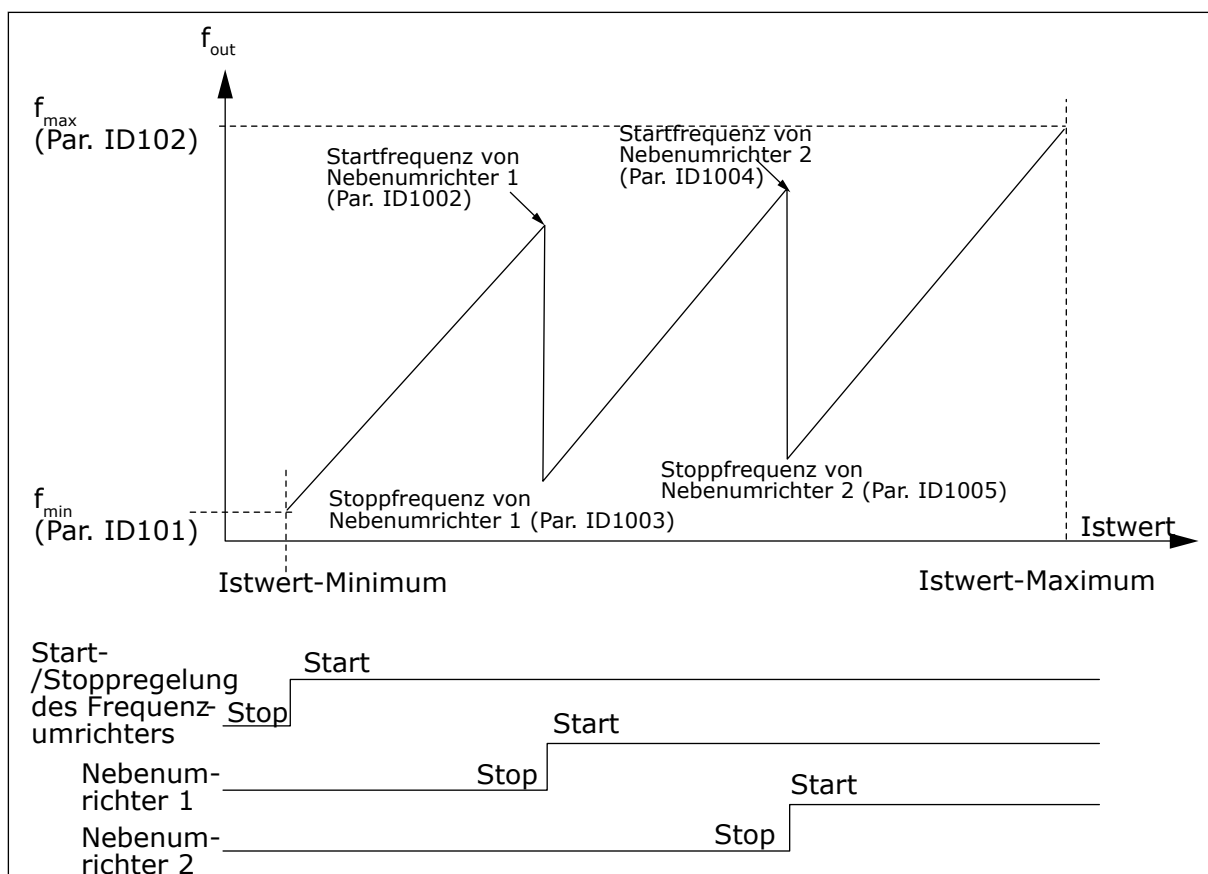 f_out
f_max
(Par. ID102)
Startfrequenz von
Nebenumrichter 1
(Par. ID1002)
Startfrequenz von
Nebenumrichter 2
(Par. ID1004)
Stoppfrequenz von
Nebenumrichter 1 (Par. ID1003)
Stoppfrequenz von
Nebenumrichter 2 (Par. ID1005)
f_min
(Par. ID101)
Istwert
Istwert-Minimum
Istwert-Maximum
Start-
/Stoppregelung
des Frequenz-
umrichters
Stop
Start
Nebenum-
richter 1
Stop
Start
Nebenum-
richter 2
Stop
Start